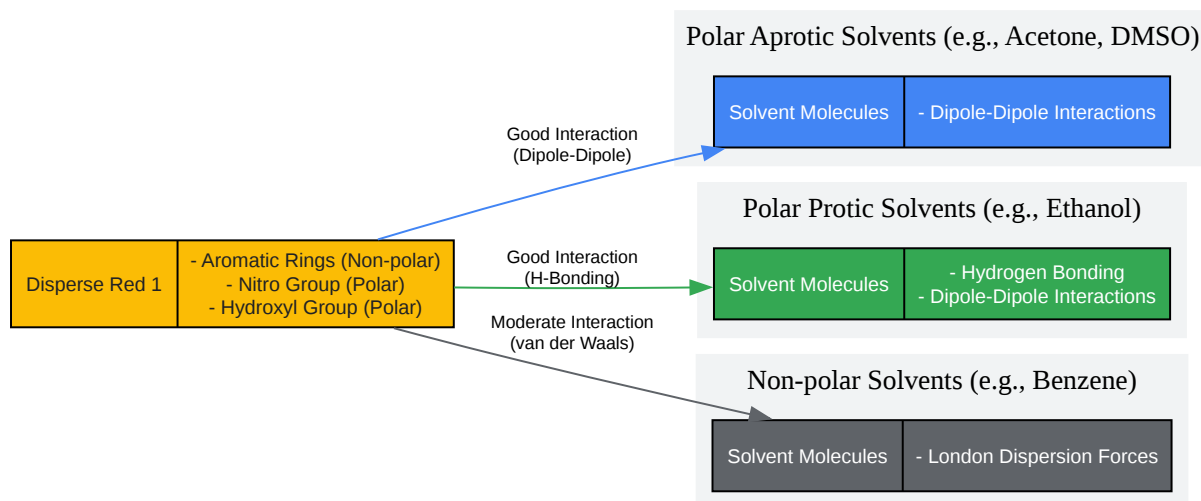 Polar Aprotic Solvents (e.g., Acetone, DMSO)
Solvent Molecules
- Dipole-Dipole Interactions
Good Interaction
(Dipole-Dipole)
Polar Protic Solvents (e.g., Ethanol)
Disperse Red 1
- Aromatic Rings (Non-polar)
- Nitro Group (Polar)
- Hydroxyl Group (Polar)
Good Interaction
(H-Bonding)
Solvent Molecules
- Hydrogen Bonding
- Dipole-Dipole Interactions
Moderate Interaction
(van der Waals)
Non-polar Solvents (e.g., Benzene)
Solvent Molecules
- London Dispersion Forces